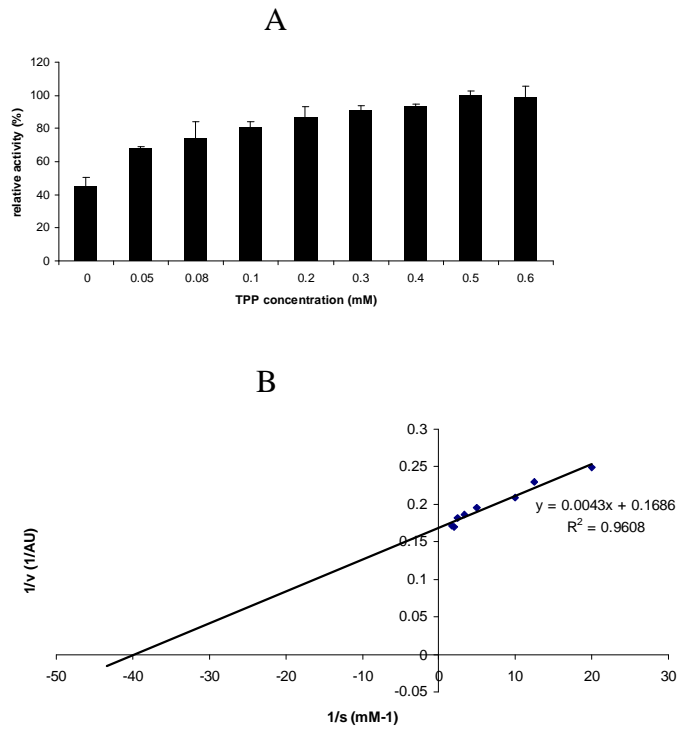 A
120
100
80
60
40
20
0
relative activity (%)
0 0.05 0.08 0.1 0.2 0.3 0.4 0.5 0.6
TPP concentration (mM)
B
0.3
0.25
0.2
0.15
0.1
0.05
0
-0.05
1/v (1/AU)
y = 0.0043x + 0.1686
R² = 0.9608
-50 -40 -30 -20 -10 0 10 20 30
1/s (mM-1)